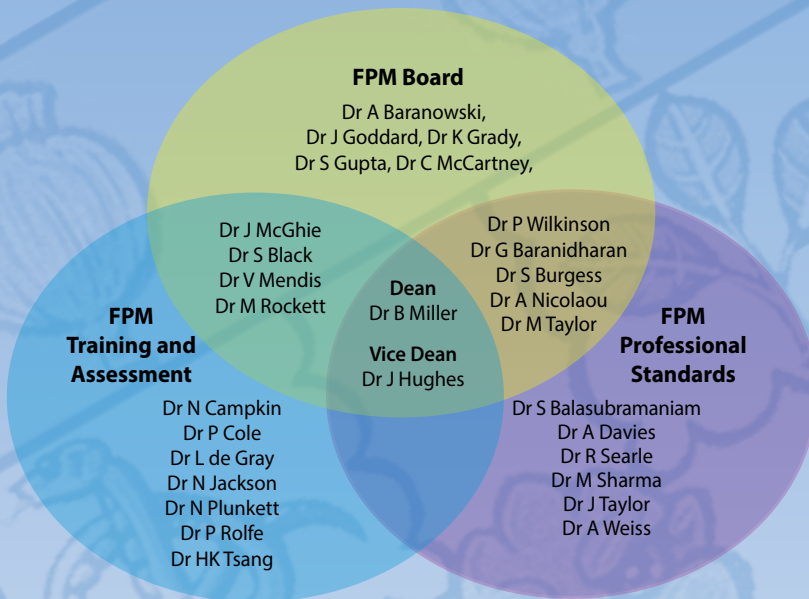 FPM Board
Dr A Baranowski,
Dr J Goddard, Dr K Grady,
Dr S Gupta, Dr C McCartney,
Dr J McGhie
Dr S Black
Dr V Mendis
Dr M Rockett
Dr P Wilkinson
Dr G Baranidharan
Dr S Burgess
Dr A Nicolaou
Dr M Taylor
Dean
Dr B Miller
Vice Dean
Dr J Hughes
FPM
Training and
Assessment
Dr N Campkin
Dr P Cole
Dr L de Gray
Dr N Jackson
Dr N Plunkett
Dr P Rolfe
Dr HK Tsang
FPM
Professional
Standards
Dr S Balasubramaniam
Dr A Davies
Dr R Searle
Dr M Sharma
Dr J Taylor
Dr A Weiss